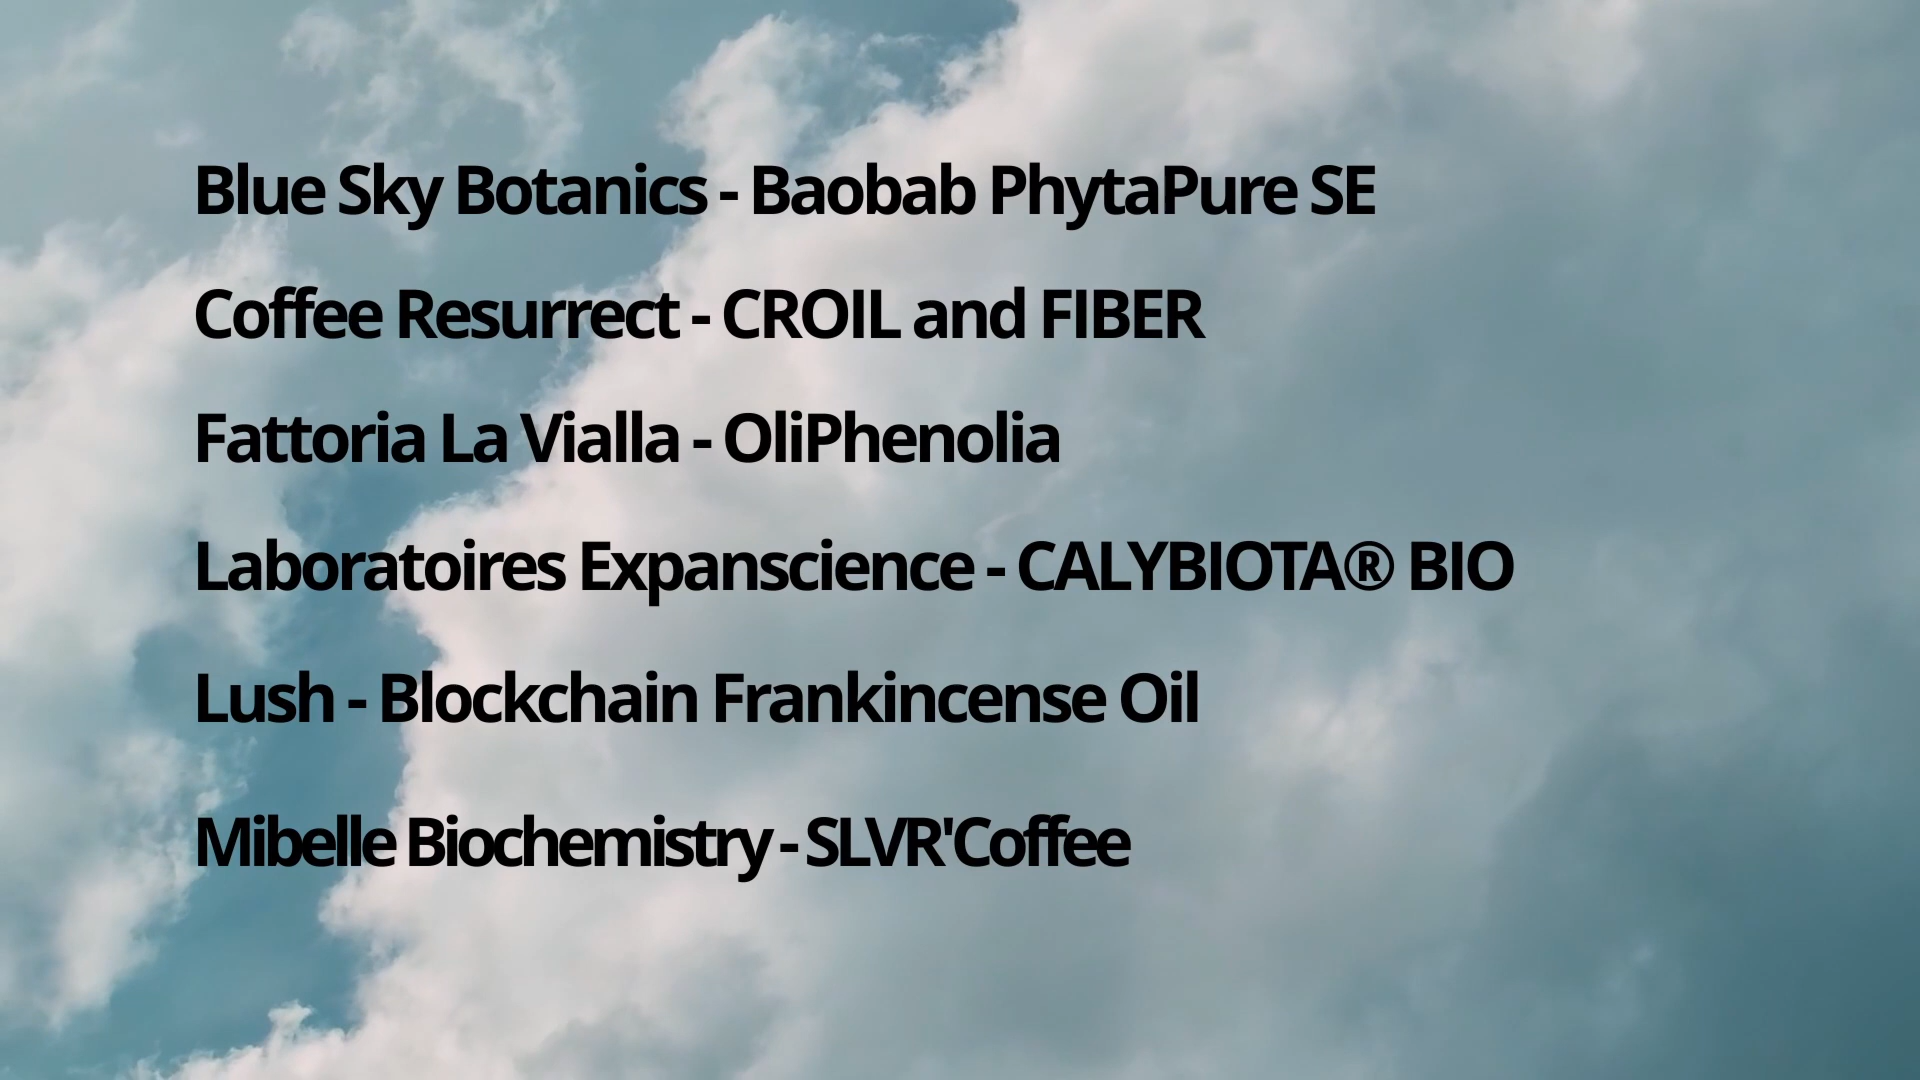 Blue Sky Botanics - Baobab PhytaPure SE
Coffee Resurrect - CROIL and FIBER
Fattoria La Vialla - OliPhenolia
Laboratoires Expanscience - CALYBIOTA® BIO
Lush - Blockchain Frankincense Oil
Mibelle Biochemistry - SLVR'Coffee